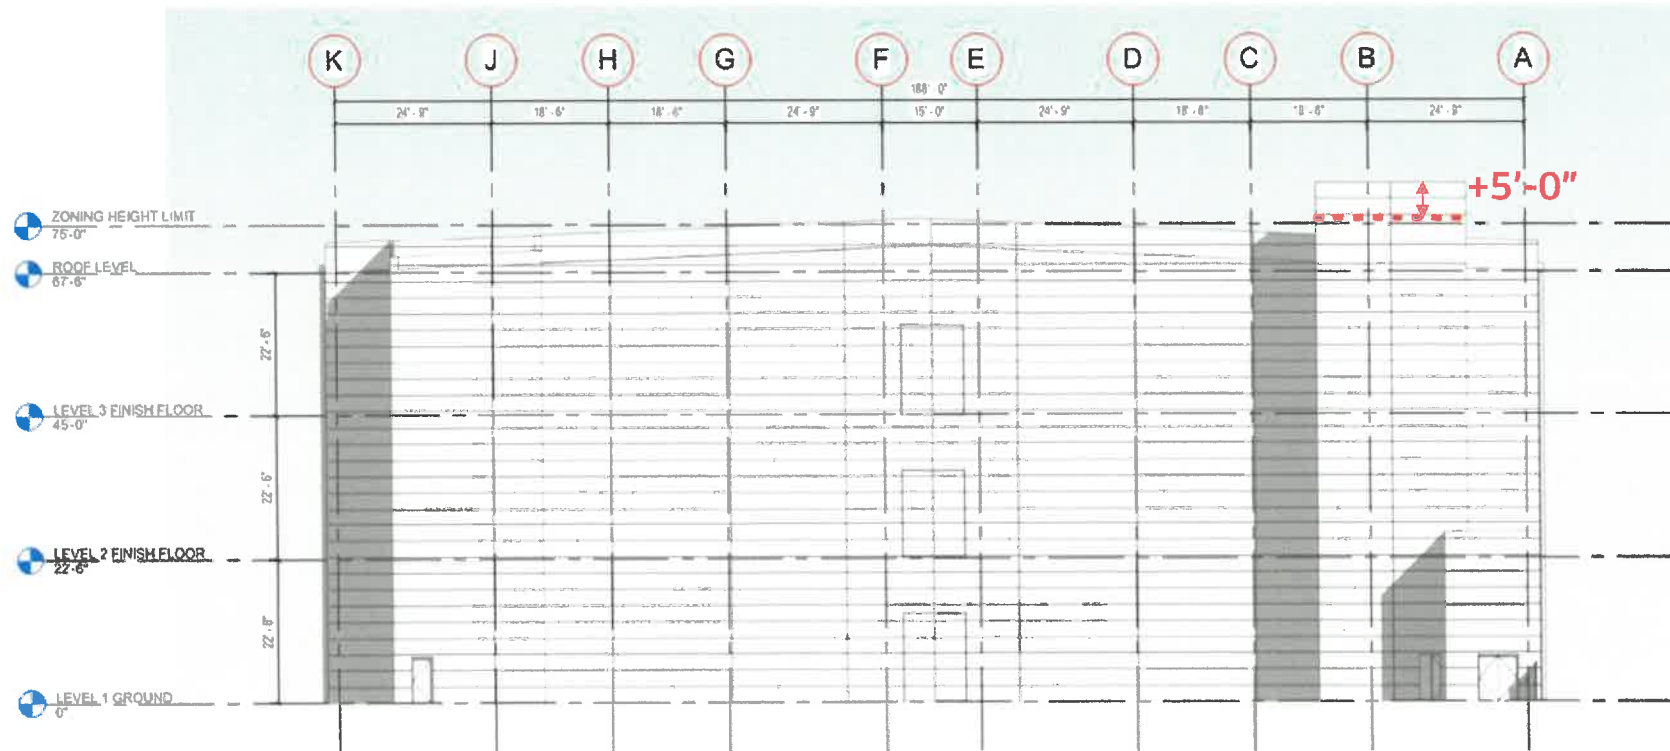 K J H G F E D C B A
188'-0"
24'-9" 18'-6" 18'-6" 24'-9" 15'-0" 24'-9" 18'-6" 18'-6" 24'-9"
+5'-0"
ZONING HEIGHT LIMIT
75'-0"
ROOF LEVEL
67'-6"
22'-6"
LEVEL 3 FINISH FLOOR
45'-0"
22'-6"
LEVEL 2 FINISH FLOOR
22'-6"
22'-6"
LEVEL 1 GROUND
0"